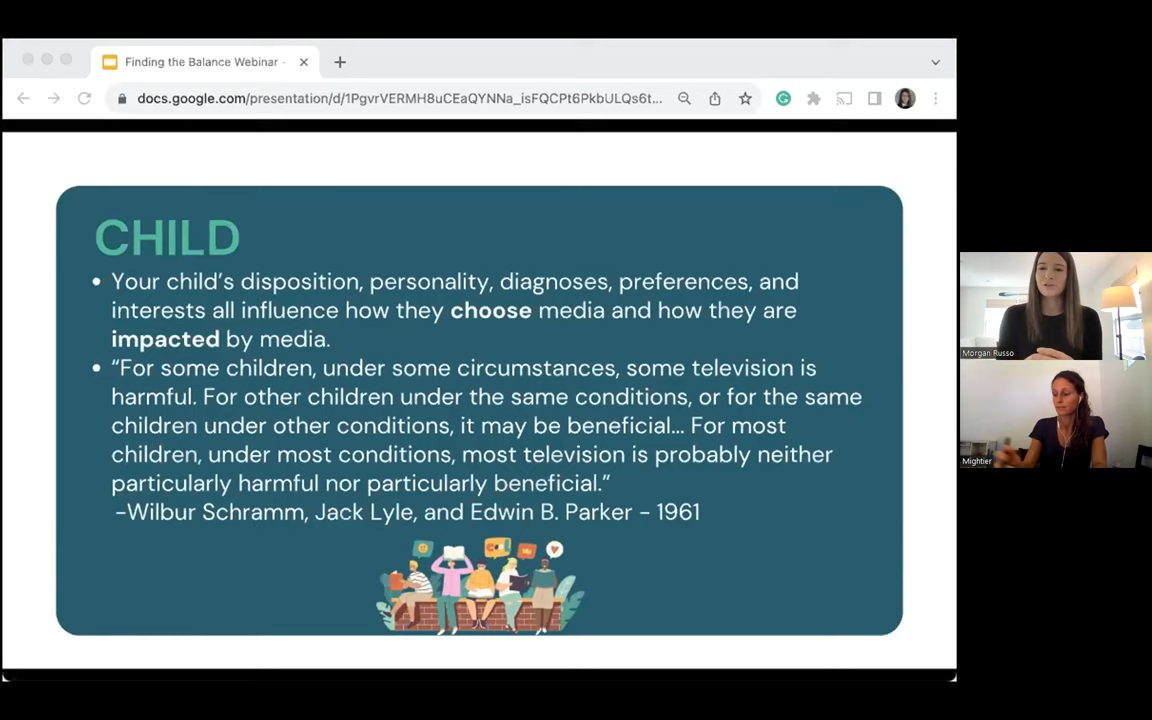 Finding the Balance Webinar -
docs.google.com/presentation/d/1PgvrVERMH8uCEaQYNNa_isFQCPt6PkbULQs6t...
CHILD
• Your child's disposition, personality, diagnoses, preferences, and
interests all influence how they choose media and how they are
impacted by media.
• “For some children, under some circumstances, some television is
harmful. For other children under the same conditions, or for the same
children under other conditions, it may be beneficial... For most
children, under most conditions, most television is probably neither
particularly harmful nor particularly beneficial.”
-Wilbur Schramm, Jack Lyle, and Edwin B. Parker - 1961
Morgan Russo
Mightier